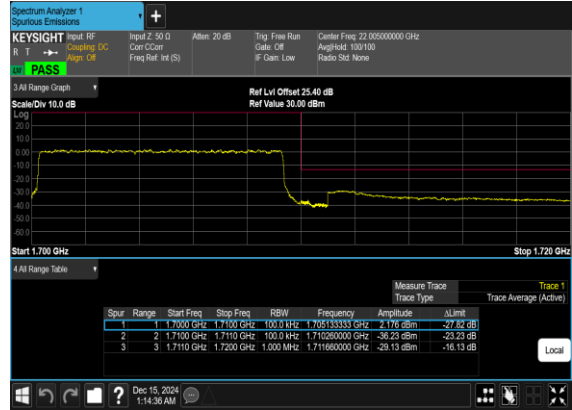 Spectrum Analyzer 1
Spurious Emissions
+
KEYSIGHT Input: RF Input Z: 50 Ω Atten: 20 dB Trig: Free Run Center Freq: 22.005000000 GHz
R T Coupling: DC Corr CCorr Gate: Off Avg|Hold: 100/100
Align: Off Freq Ref: Int (S) IF Gain: Low Radio Std: None
LW PASS
3 All Range Graph
Ref Lvl Offset 25.40 dB
Scale/Div 10.0 dB Ref Value 30.00 dBm
Log
20.0
10.0
0.00
-10.0
-20.0
-30.0
-40.0
-50.0
-60.0
Start 1.700 GHz Stop 1.720 GHz
4 All Range Table
Measure Trace Trace 1
Trace Type Trace Average (Active)
Spur Range Start Freq Stop Freq RBW Frequency Amplitude ΔLimit
1 1 1.7000 GHz 1.7100 GHz 100.0 kHz 1.705133333 GHz 2.176 dBm -27.82 dB
2 2 1.7100 GHz 1.7110 GHz 100.0 kHz 1.710260000 GHz -36.23 dBm -23.23 dB
3 3 1.7110 GHz 1.7200 GHz 1.000 MHz 1.711660000 GHz -29.13 dBm -16.13 dB
Local
? Dec 15, 2024
1:14:36 AM